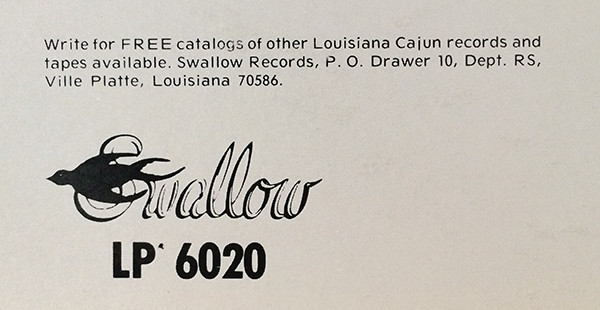 Write for FREE catalogs of other Louisiana Cajun records and
tapes available. Swallow Records, P. O. Drawer 10, Dept. RS,
Ville Platte, Louisiana 70586.
Swallow
LP 6020